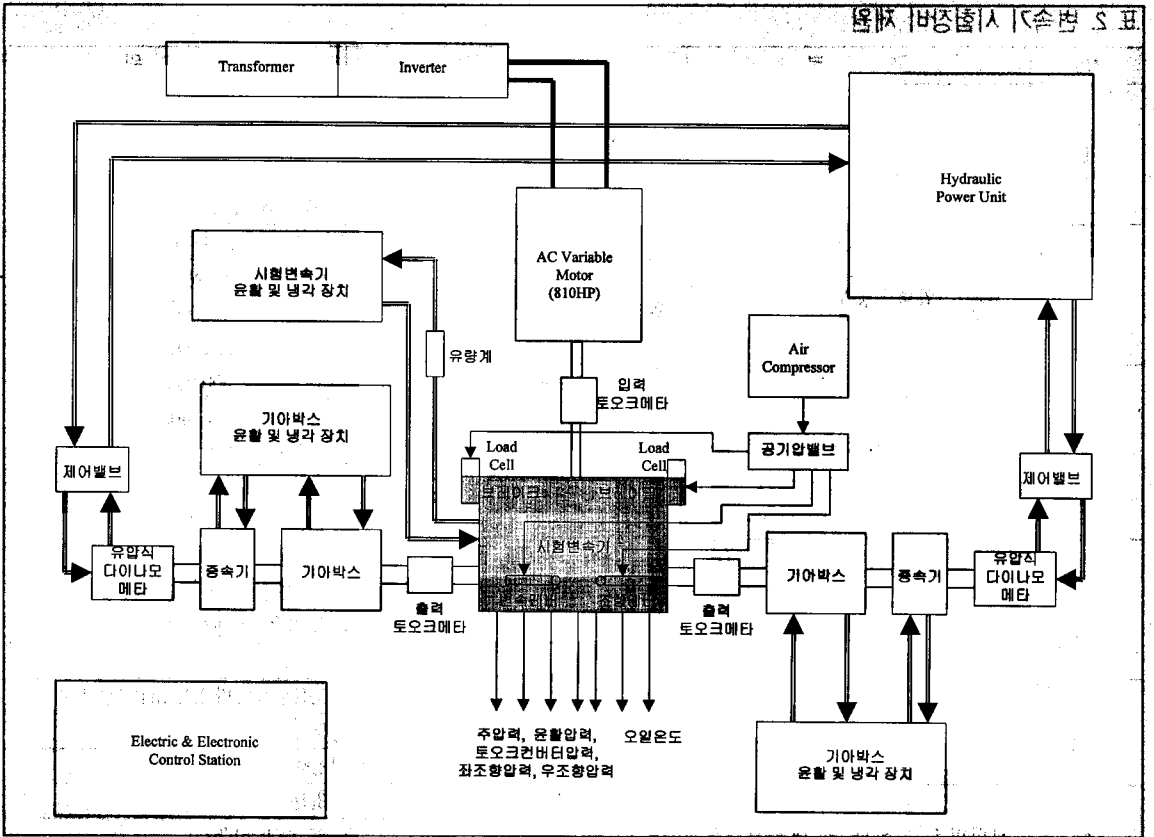 표 2 변속기 시험장비 제원
Transformer
Inverter
Hydraulic
Power Unit
AC Variable
Motor
(810HP)
시험변속기
윤활 및 냉각 장치
유량계
Air
Compressor
입력
토오크메타
기아박스
윤활 및 냉각 장치
Load
Cell
Load
Cell
공기압밸브
제어밸브
제어밸브
시험변속기
유압식
다이나모
메타
증속기
기아박스
출력
토오크메타
출력
토오크메타
기아박스
증속기
유압식
다이나모
메타
주압력, 윤활압력,
토오크컨버터압력,
좌조향압력, 우조향압력
오일온도
Electric & Electronic
Control Station
기아박스
윤활 및 냉각 장치